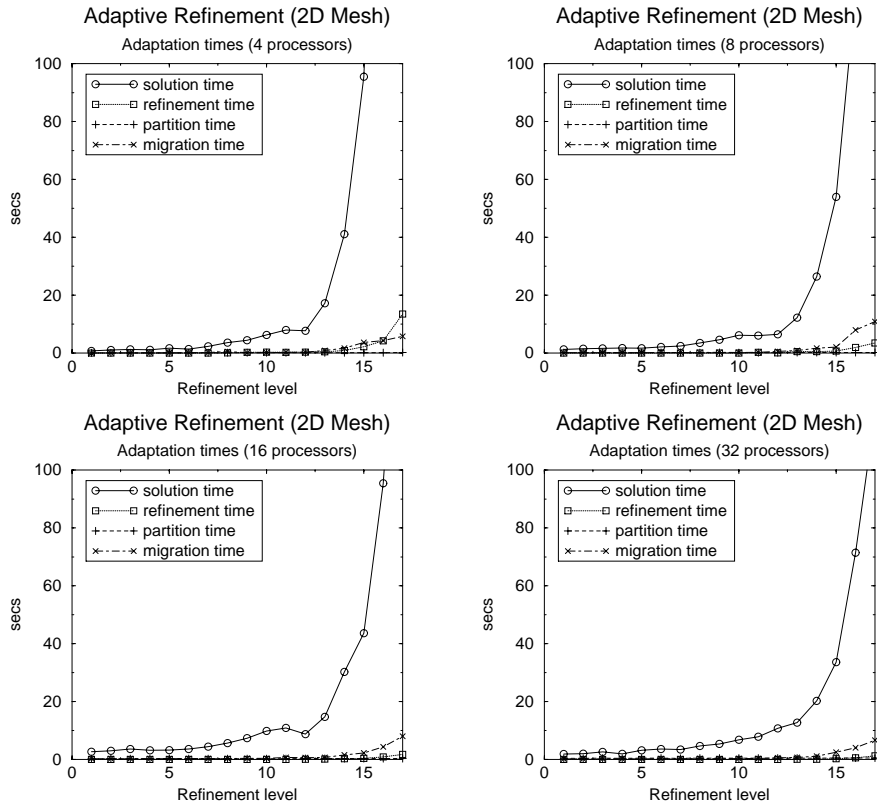 Adaptive Refinement (2D Mesh)
Adaptation times (4 processors)
100
80
60
40
20
0
secs
solution time
refinement time
partition time
migration time
0 5 10 15
Refinement level
Adaptive Refinement (2D Mesh)
Adaptation times (8 processors)
100
80
60
40
20
0
secs
solution time
refinement time
partition time
migration time
0 5 10 15
Refinement level
Adaptive Refinement (2D Mesh)
Adaptation times (16 processors)
100
80
60
40
20
0
secs
solution time
refinement time
partition time
migration time
0 5 10 15
Refinement level
Adaptive Refinement (2D Mesh)
Adaptation times (32 processors)
100
80
60
40
20
0
secs
solution time
refinement time
partition time
migration time
0 5 10 15
Refinement level